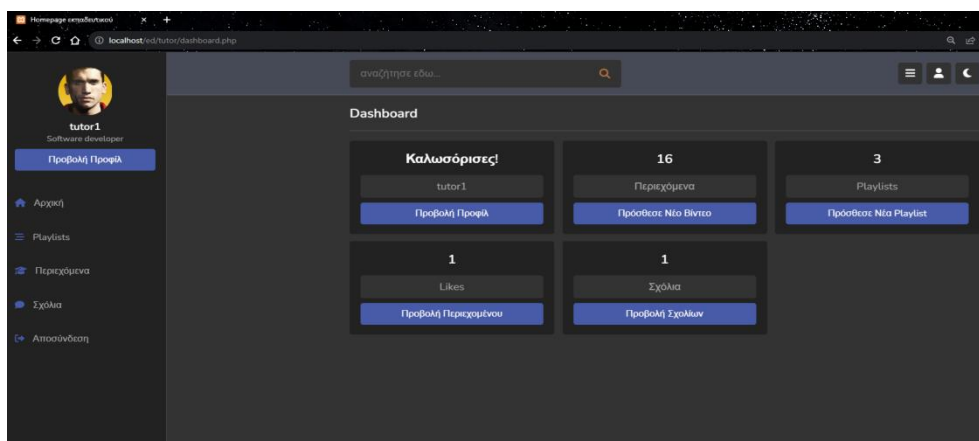 Homepage εκπαιδευτικού
localhost/ed/tutor/dashboard.php
αναζήτησε εδω...
tutor1
Software developer
Προβολή Προφίλ
Αρχική
Playlists
Περιεχόμενα
Σχόλια
Αποσύνδεση
Dashboard
Καλωσόρισες!
tutor1
Προβολή Προφίλ
16
Περιεχόμενα
Πρόσθεσε Νέο Βίντεο
3
Playlists
Πρόσθεσε Νέα Playlist
1
Likes
Προβολή Περιεχομένου
1
Σχόλια
Προβολή Σχολίων